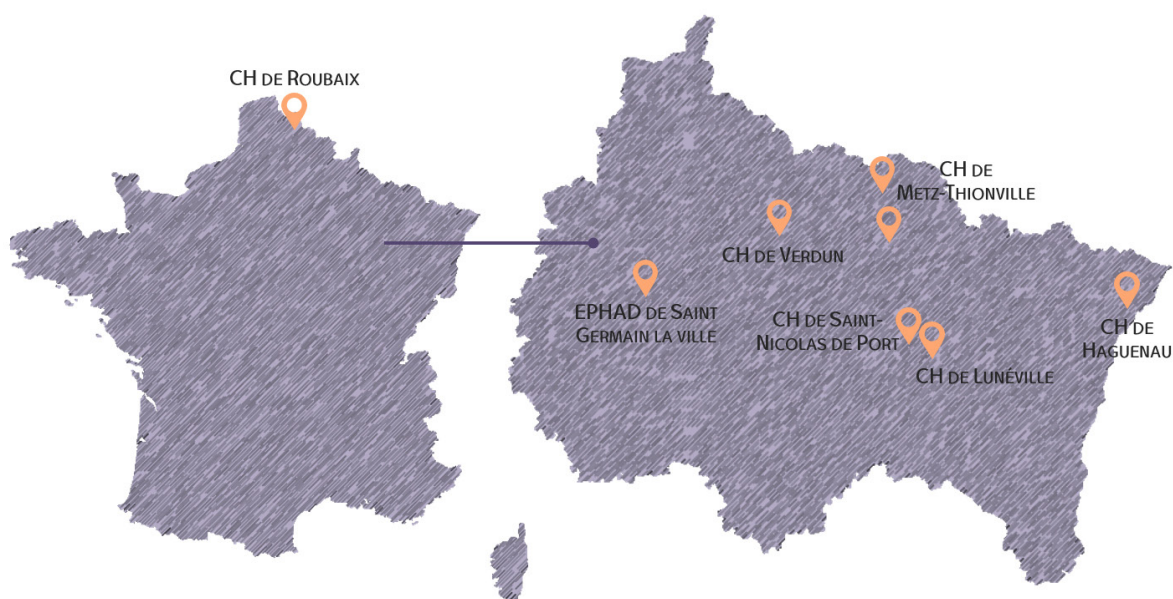 CH de Roubaix
CH de
Metz-Thionville
CH de Verdun
EPHAD de Saint
Germain la ville
CH de Saint-
Nicolas de Port
CH de Lunéville
CH de
Haguenau